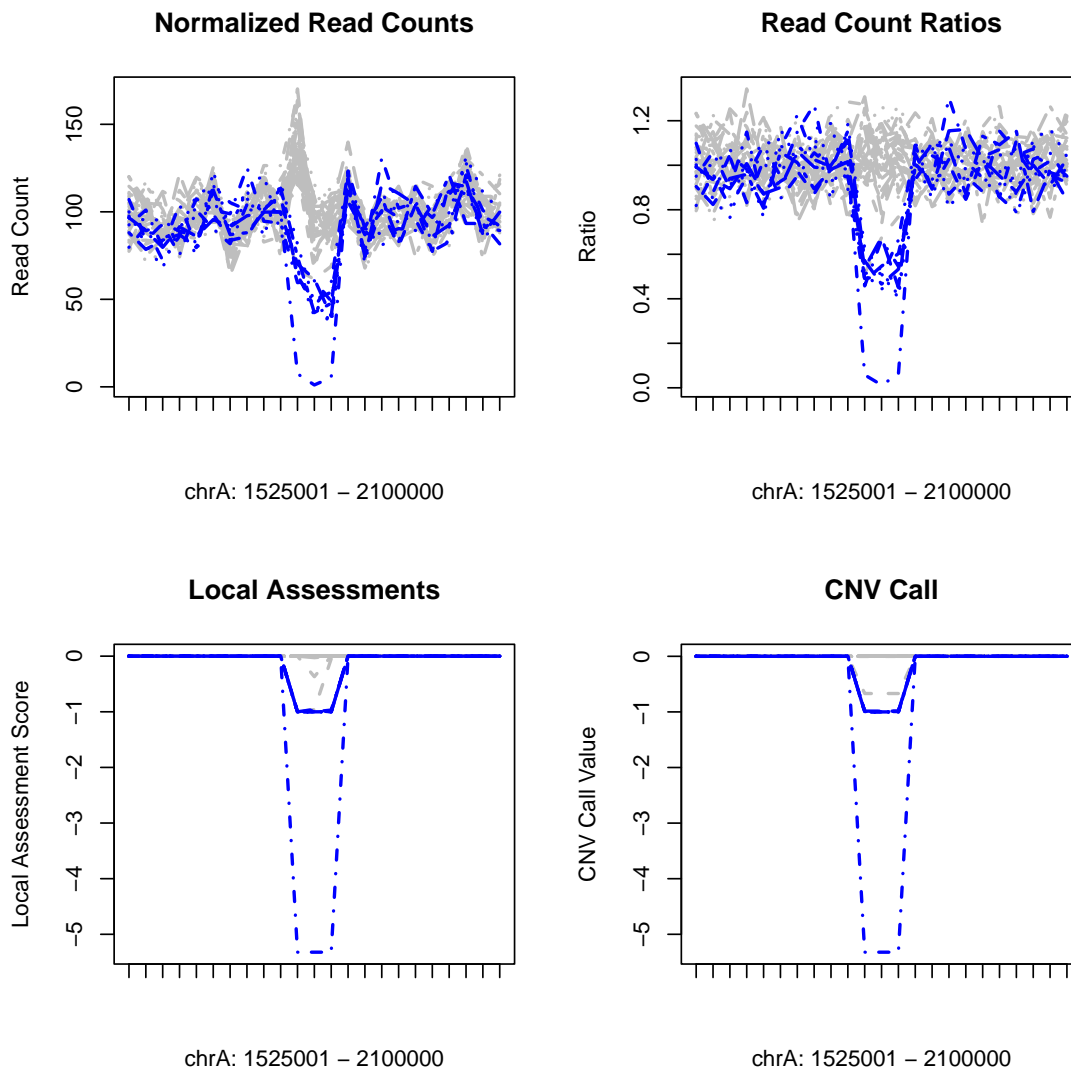 Normalized Read Counts
Read Count
0
50
100
150
chrA: 1525001 – 2100000
Read Count Ratios
Ratio
0.0
0.4
0.8
1.2
chrA: 1525001 – 2100000
Local Assessments
Local Assessment Score
−5
−4
−3
−2
−1
0
chrA: 1525001 – 2100000
CNV Call
CNV Call Value
−5
−4
−3
−2
−1
0
chrA: 1525001 – 2100000